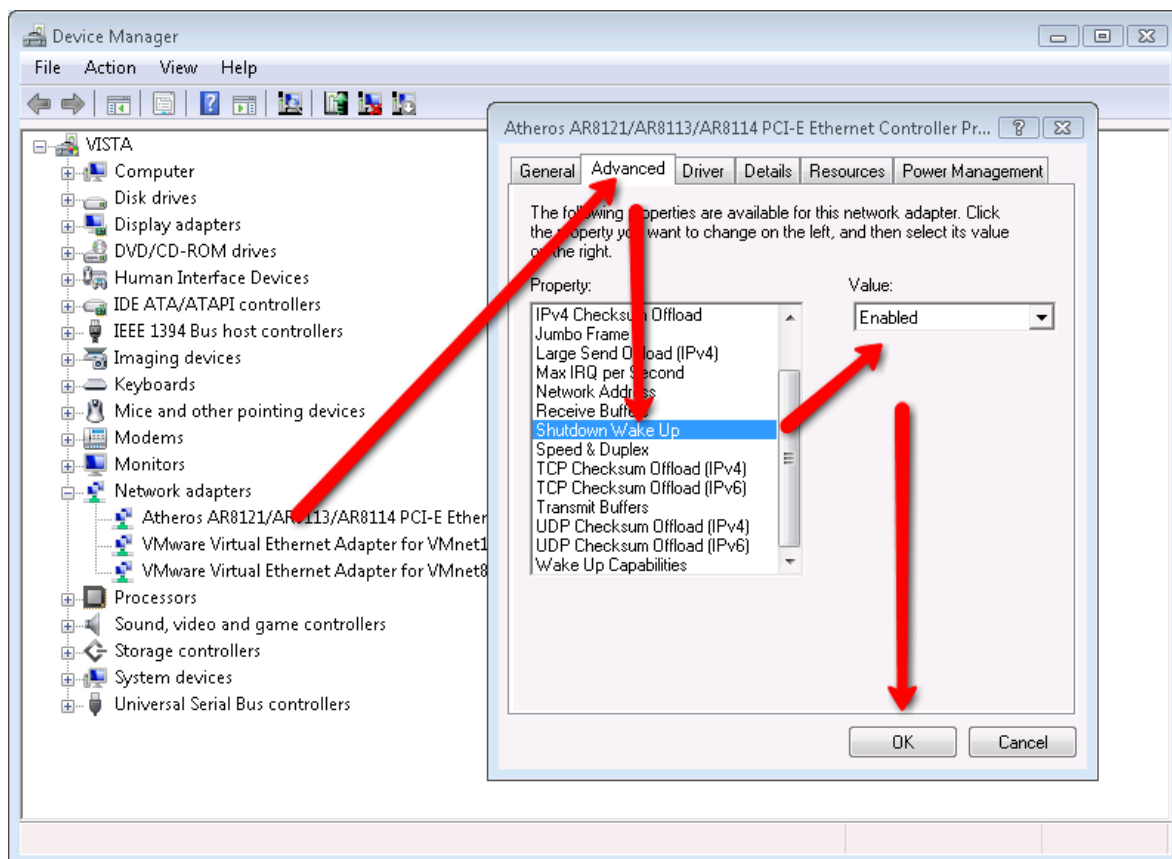 Device Manager
File Action View Help
VISTA
Computer
Disk drives
Display adapters
DVD/CD-ROM drives
Human Interface Devices
IDE ATA/ATAPI controllers
IEEE 1394 Bus host controllers
Imaging devices
Keyboards
Mice and other pointing devices
Modems
Monitors
Network adapters
Atheros AR8121/AR8113/AR8114 PCI-E Ether
VMware Virtual Ethernet Adapter for VMnet1
VMware Virtual Ethernet Adapter for VMnet8
Processors
Sound, video and game controllers
Storage controllers
System devices
Universal Serial Bus controllers
Atheros AR8121/AR8113/AR8114 PCI-E Ethernet Controller Pr...
General Advanced Driver Details Resources Power Management
The following properties are available for this network adapter. Click
the property you want to change on the left, and then select its value
on the right.
Property:
Value:
IPv4 Checksum Offload
Jumbo Frame
Large Send Offload (IPv4)
Max IRQ per Second
Network Address
Receive Buffers
Shutdown Wake Up
Speed & Duplex
TCP Checksum Offload (IPv4)
TCP Checksum Offload (IPv6)
Transmit Buffers
UDP Checksum Offload (IPv4)
UDP Checksum Offload (IPv6)
Wake Up Capabilities
Enabled
OK
Cancel